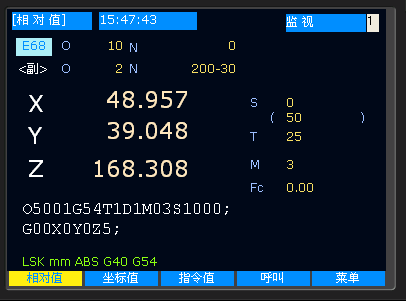 [相对值] 15:47:43 监视 1
E68 O 10 N 0
<副> O 2 N 200-30
X 48.957 S 0
( 50 )
Y 39.048 T 25
Z 168.308 M 3
Fc 0.00
O5001G54T1D1M03S1000;
G00X0Y0Z5;
LSK mm ABS G40 G54
相对值 坐标值 指令值 呼叫 菜单